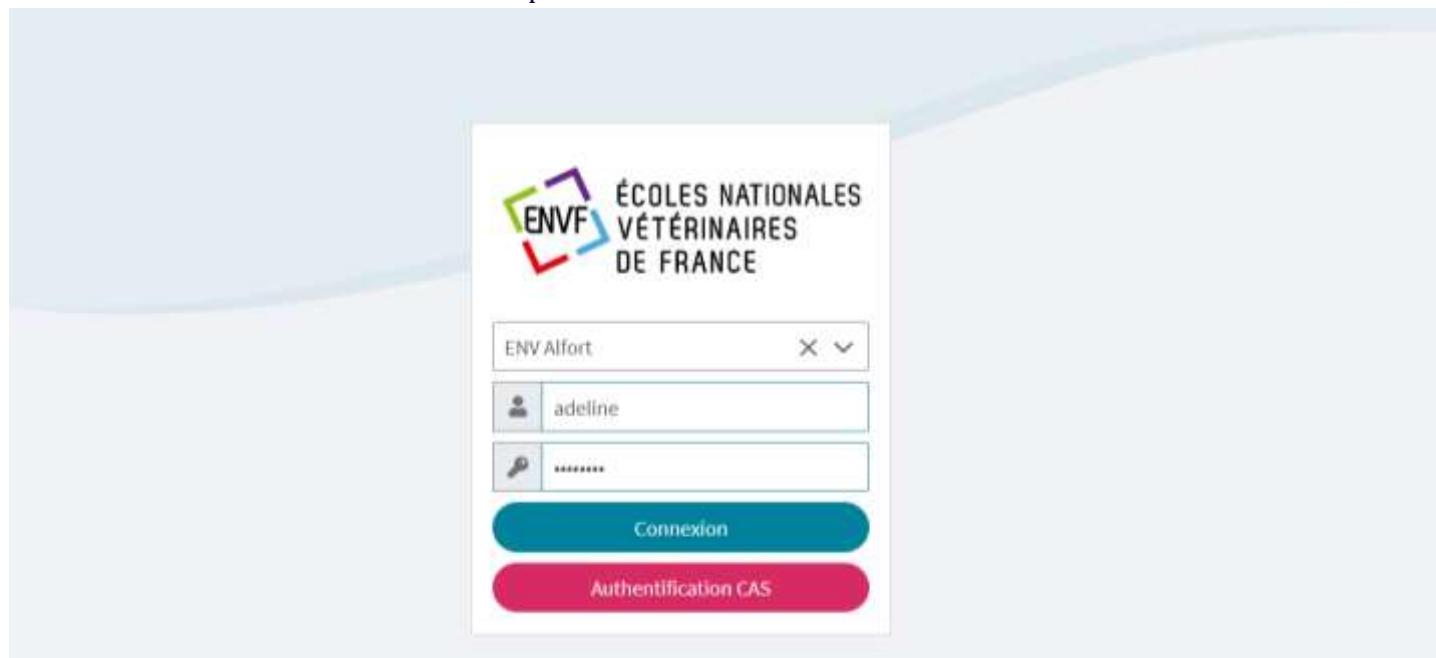 ENVF
ÉCOLES NATIONALES
VÉTÉRINAIRES
DE FRANCE
ENV Alfort
adeline
........
Connexion
Authentification CAS